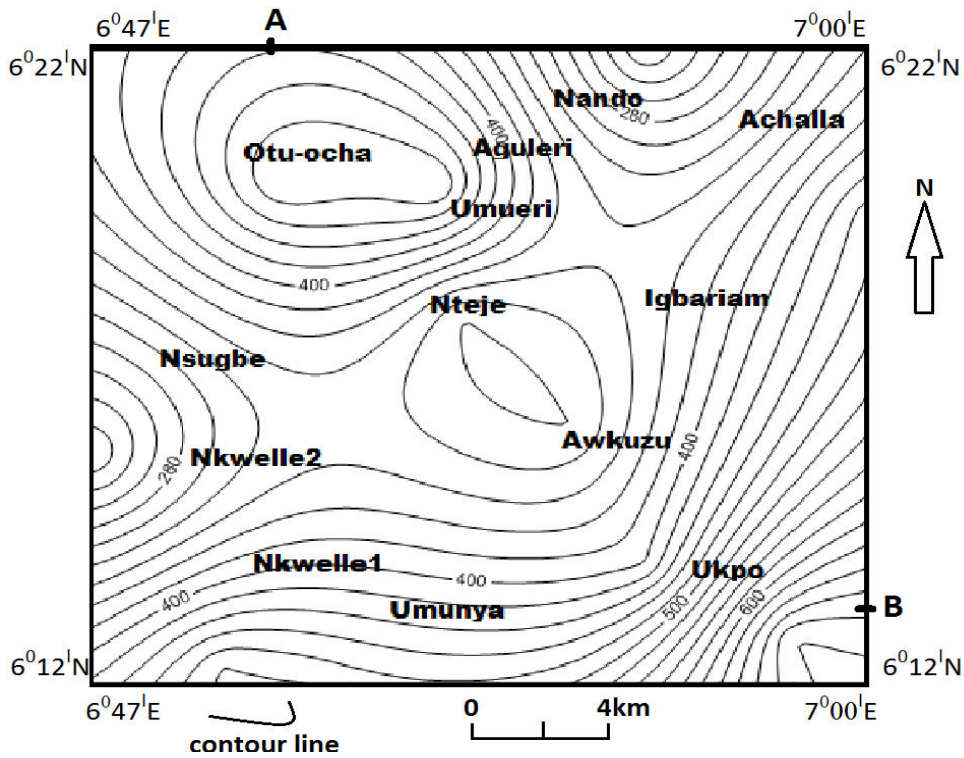 6⁰47ᴵE A 7⁰00ᴵE
6⁰22ᴵN 6⁰22ᴵN
Nando
280
Achalla
400
Aguleri
Otu-ocha
N
Umueri
400
Igbariam
Nteje
Nsugbe
Awkuzu
400
Nkwelle2
280
Nkwelle1
400
Ukpo
400
Umunya
500
600
B
6⁰12ᴵN 6⁰12ᴵN
6⁰47ᴵE 0 4km 7⁰00ᴵE
contour line